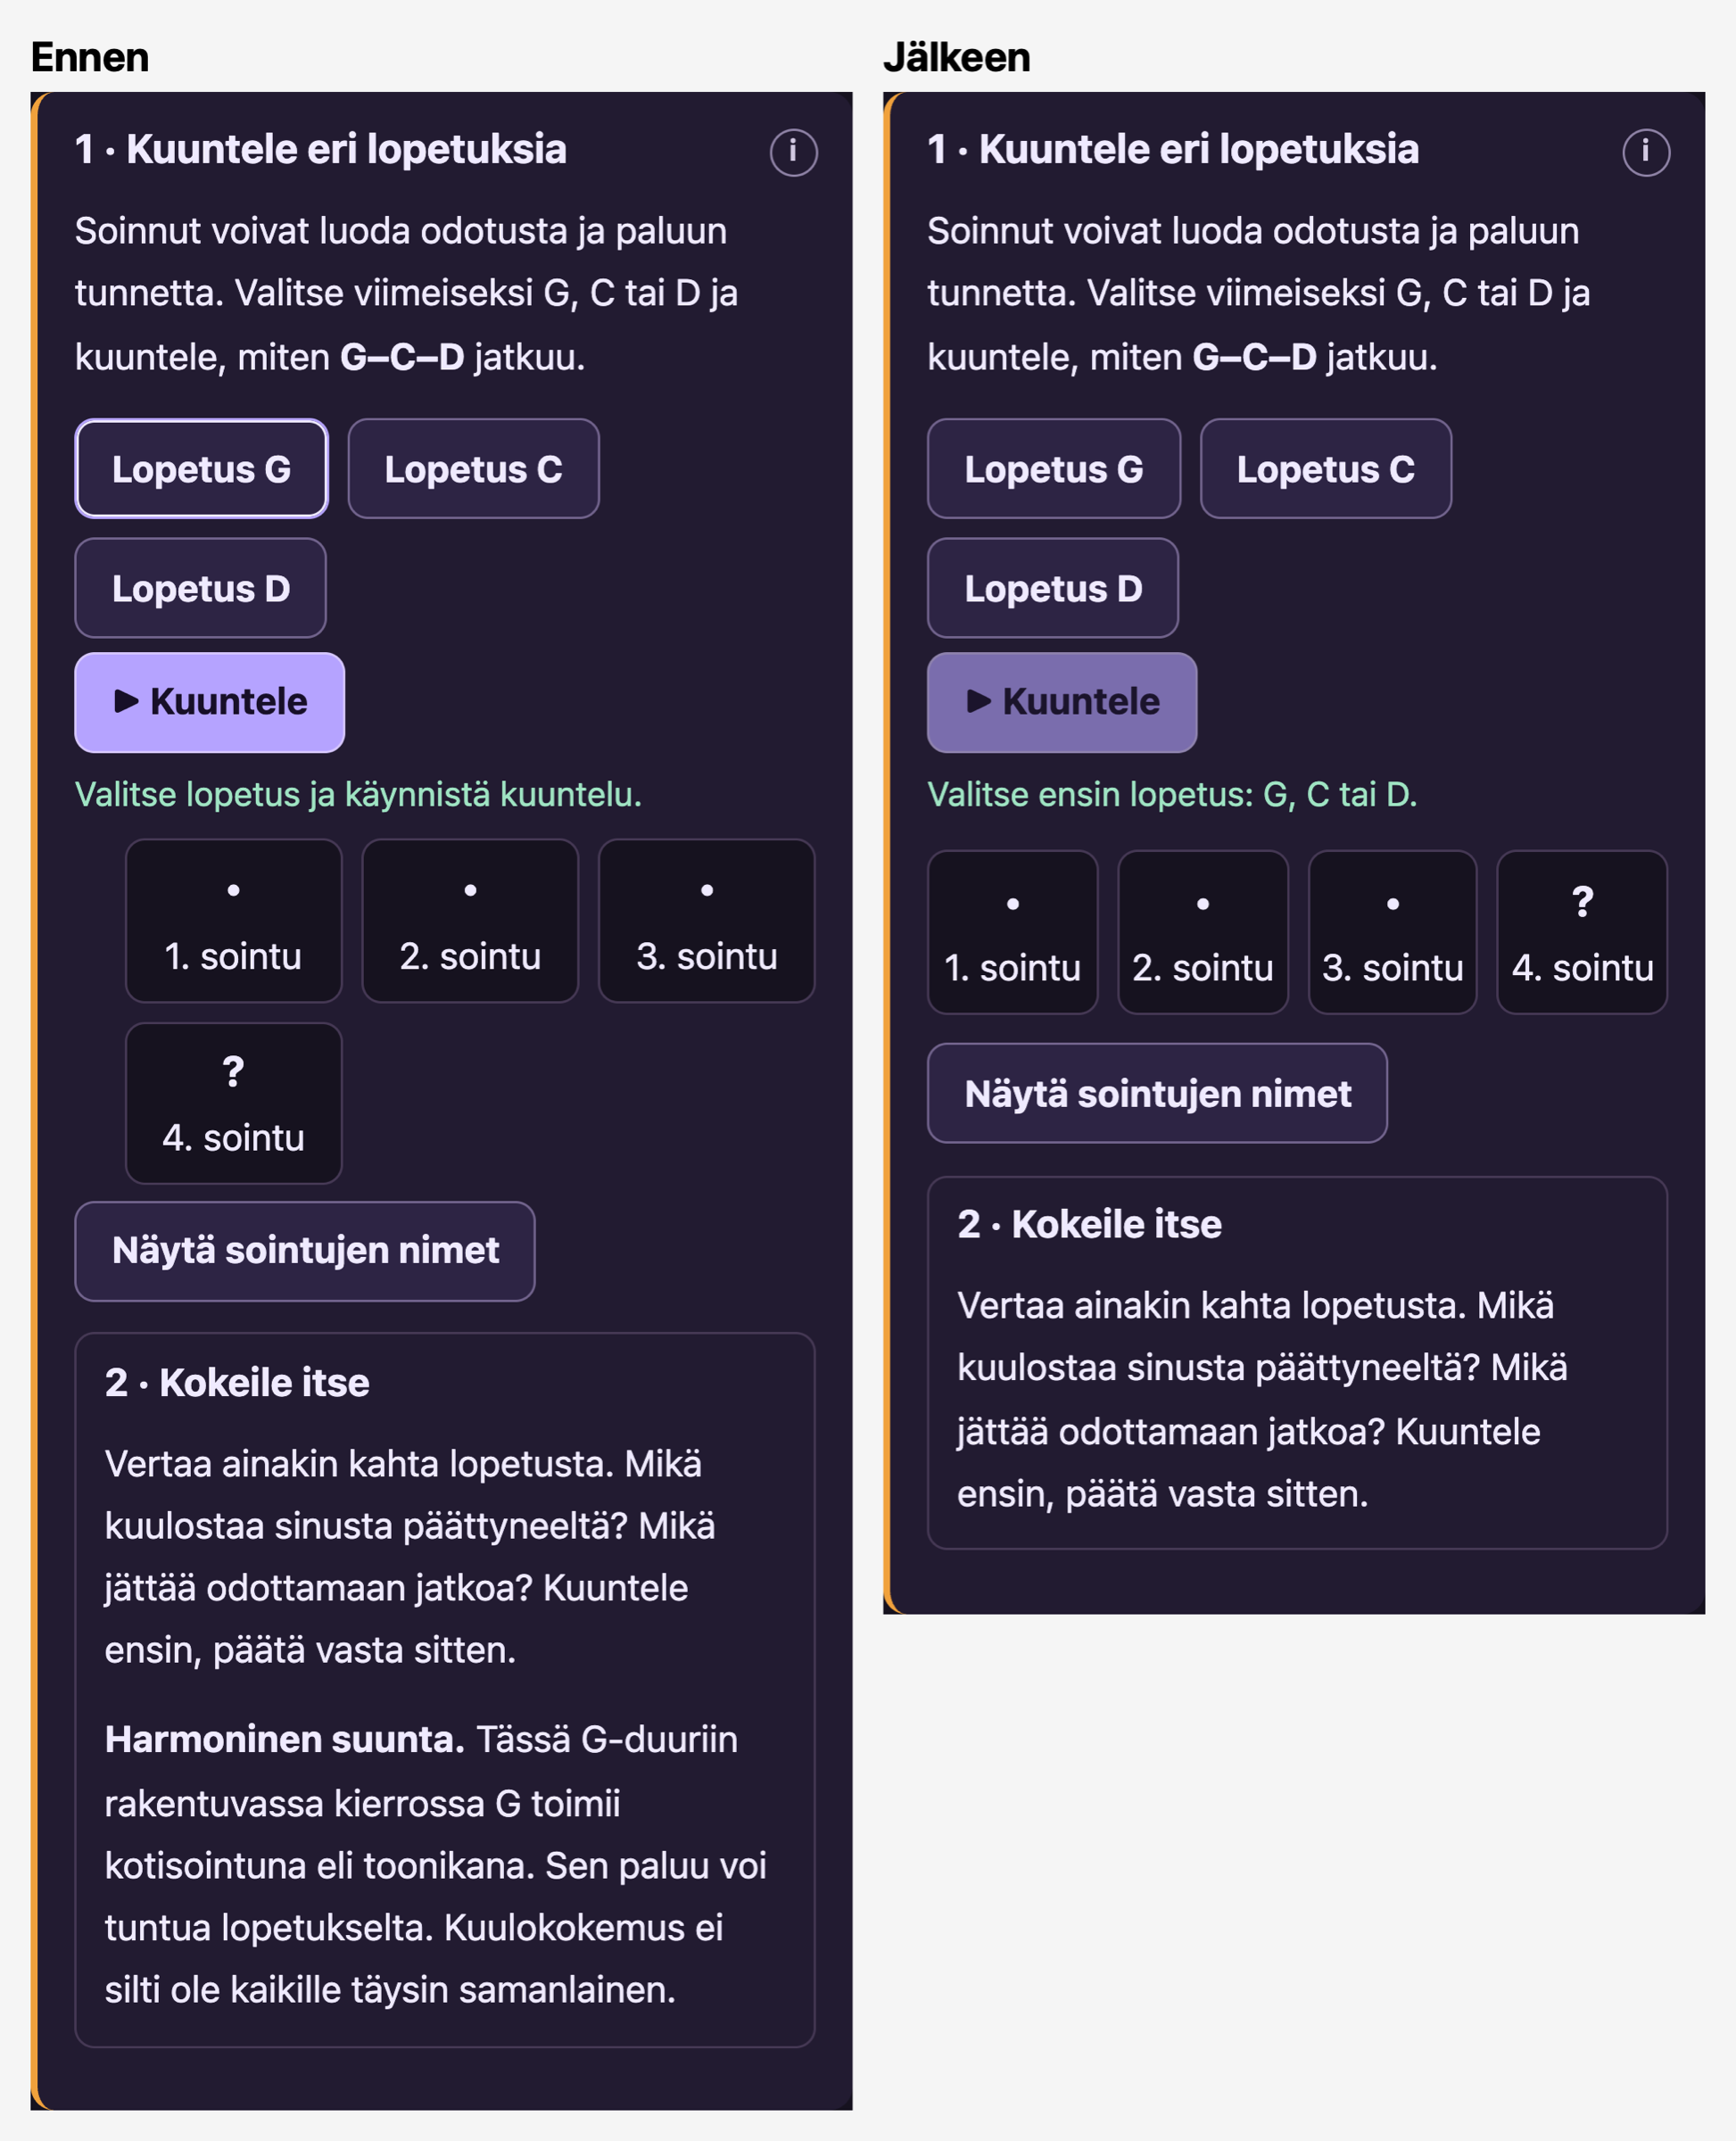 Ennen
1 · Kuuntele eri lopetuksia
i
Soinnut voivat luoda odotusta ja paluun
tunnetta. Valitse viimeiseksi G, C tai D ja
kuuntele, miten G–C–D jatkuu.
Lopetus G
Lopetus C
Lopetus D
▶ Kuuntele
Valitse lopetus ja käynnistä kuuntelu.
•
1. sointu
•
2. sointu
•
3. sointu
?
4. sointu
Näytä sointujen nimet
2 · Kokeile itse
Vertaa ainakin kahta lopetusta. Mikä
kuulostaa sinusta päättyneeltä? Mikä
jättää odottamaan jatkoa? Kuuntele
ensin, päätä vasta sitten.
Harmoninen suunta. Tässä G-duuriin
rakentuvassa kierrossa G toimii
kotisointuna eli toonikana. Sen paluu voi
tuntua lopetukselta. Kuulokokemus ei
silti ole kaikille täysin samanlainen.
Jälkeen
1 · Kuuntele eri lopetuksia
i
Soinnut voivat luoda odotusta ja paluun
tunnetta. Valitse viimeiseksi G, C tai D ja
kuuntele, miten G–C–D jatkuu.
Lopetus G
Lopetus C
Lopetus D
▶ Kuuntele
Valitse ensin lopetus: G, C tai D.
•
1. sointu
•
2. sointu
•
3. sointu
?
4. sointu
Näytä sointujen nimet
2 · Kokeile itse
Vertaa ainakin kahta lopetusta. Mikä
kuulostaa sinusta päättyneeltä? Mikä
jättää odottamaan jatkoa? Kuuntele
ensin, päätä vasta sitten.